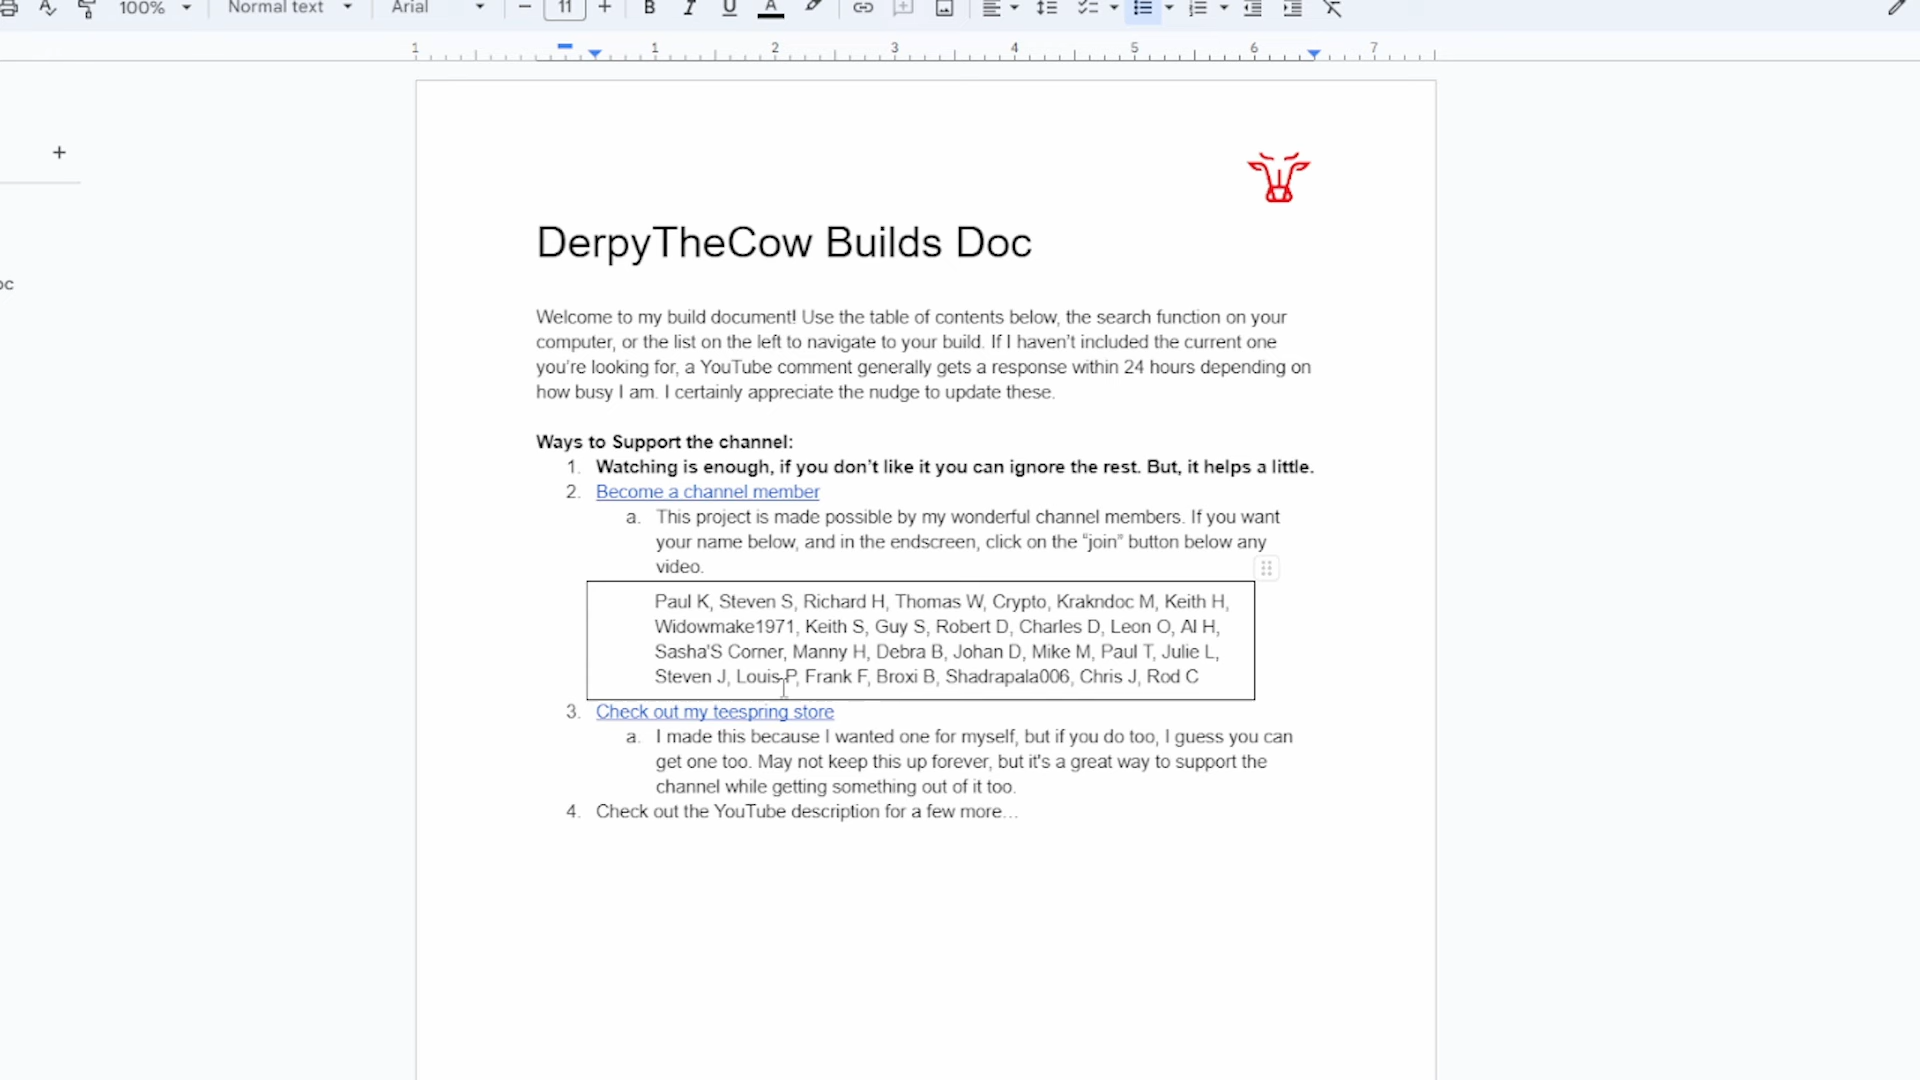 100% Normal text Arial 11
1 1 2 3 4 5 6 7
DerpyTheCow Builds Doc
Welcome to my build document! Use the table of contents below, the search function on your
computer, or the list on the left to navigate to your build. If I haven't included the current one
you're looking for, a YouTube comment generally gets a response within 24 hours depending on
how busy I am. I certainly appreciate the nudge to update these.
Ways to Support the channel:
1. Watching is enough, if you don't like it you can ignore the rest. But, it helps a little.
2. Become a channel member
a. This project is made possible by my wonderful channel members. If you want
your name below, and in the endscreen, click on the “join” button below any
video.
Paul K, Steven S, Richard H, Thomas W, Crypto, Krakndoc M, Keith H,
Widowmake1971, Keith S, Guy S, Robert D, Charles D, Leon O, Al H,
Sasha'S Corner, Manny H, Debra B, Johan D, Mike M, Paul T, Julie L,
Steven J, Louis P, Frank F, Broxi B, Shadrapala006, Chris J, Rod C
3. Check out my teespring store
a. I made this because I wanted one for myself, but if you do too, I guess you can
get one too. May not keep this up forever, but it's a great way to support the
channel while getting something out of it too.
4. Check out the YouTube description for a few more…